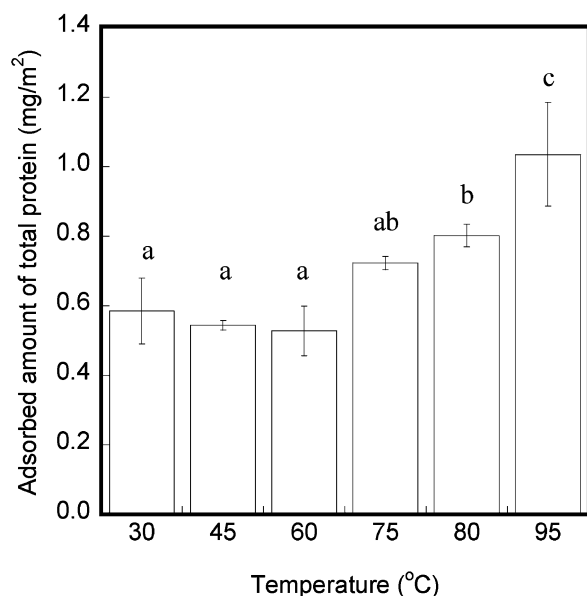 Adsorbed amount of total protein (mg/m²)
1.4
1.2
1.0
0.8
0.6
0.4
0.2
0.0
a
a
a
ab
b
c
30 45 60 75 80 95
Temperature (°C)